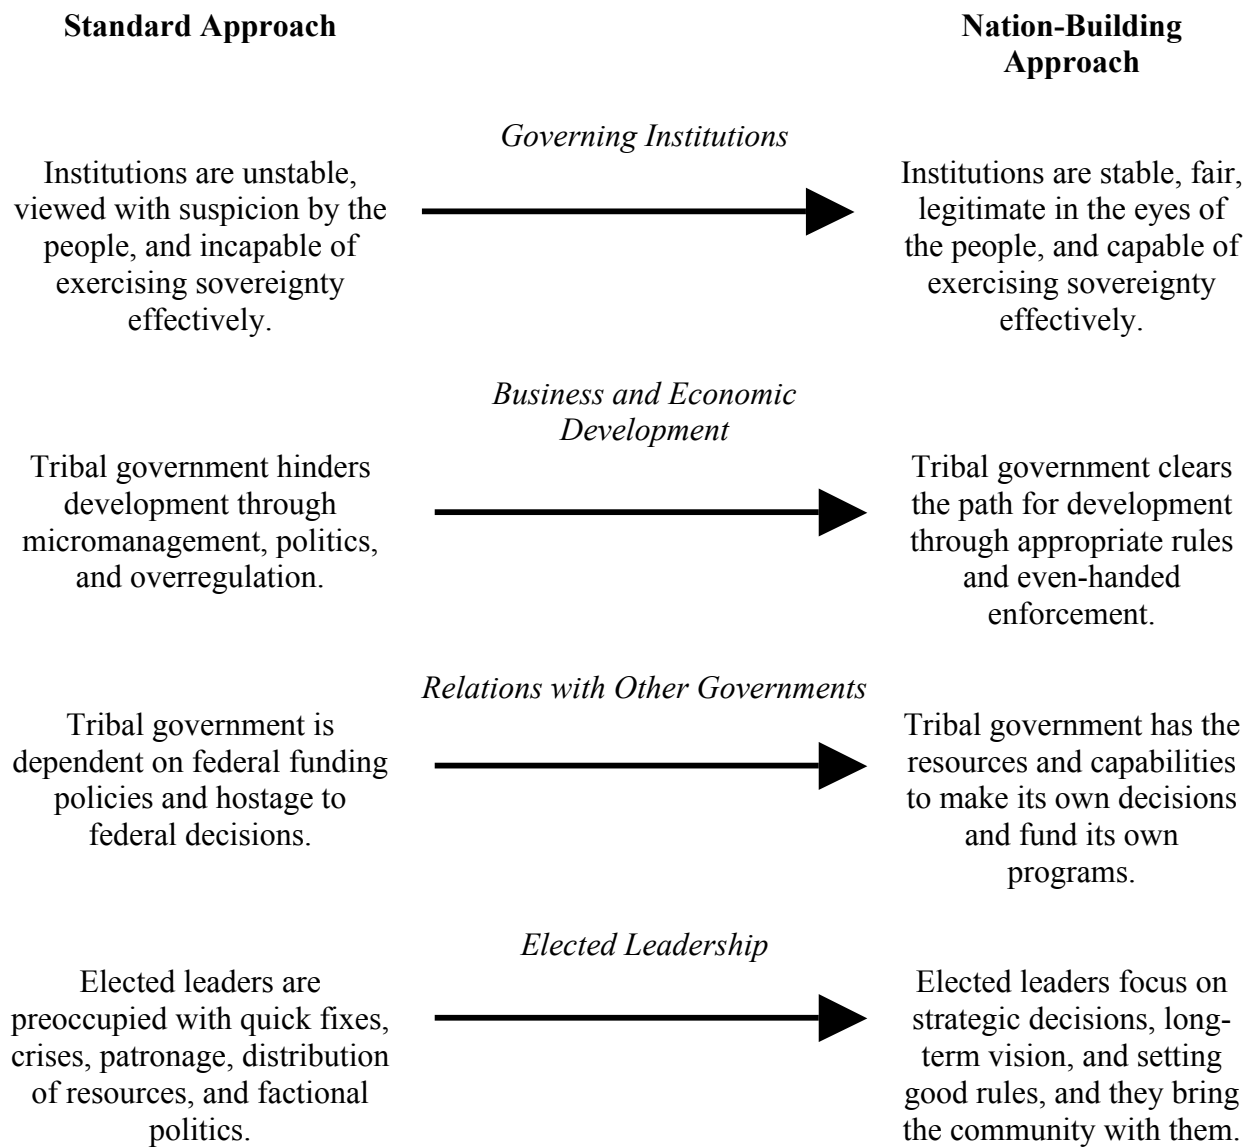 Standard Approach
Nation-Building
Approach
Governing Institutions
Institutions are unstable,
viewed with suspicion by the
people, and incapable of
exercising sovereignty
effectively.
Institutions are stable, fair,
legitimate in the eyes of
the people, and capable of
exercising sovereignty
effectively.
Business and Economic
Development
Tribal government hinders
development through
micromanagement, politics,
and overregulation.
Tribal government clears
the path for development
through appropriate rules
and even-handed
enforcement.
Relations with Other Governments
Tribal government is
dependent on federal funding
policies and hostage to
federal decisions.
Tribal government has the
resources and capabilities
to make its own decisions
and fund its own
programs.
Elected Leadership
Elected leaders are
preoccupied with quick fixes,
crises, patronage, distribution
of resources, and factional
politics.
Elected leaders focus on
strategic decisions, long-
term vision, and setting
good rules, and they bring
the community with them.